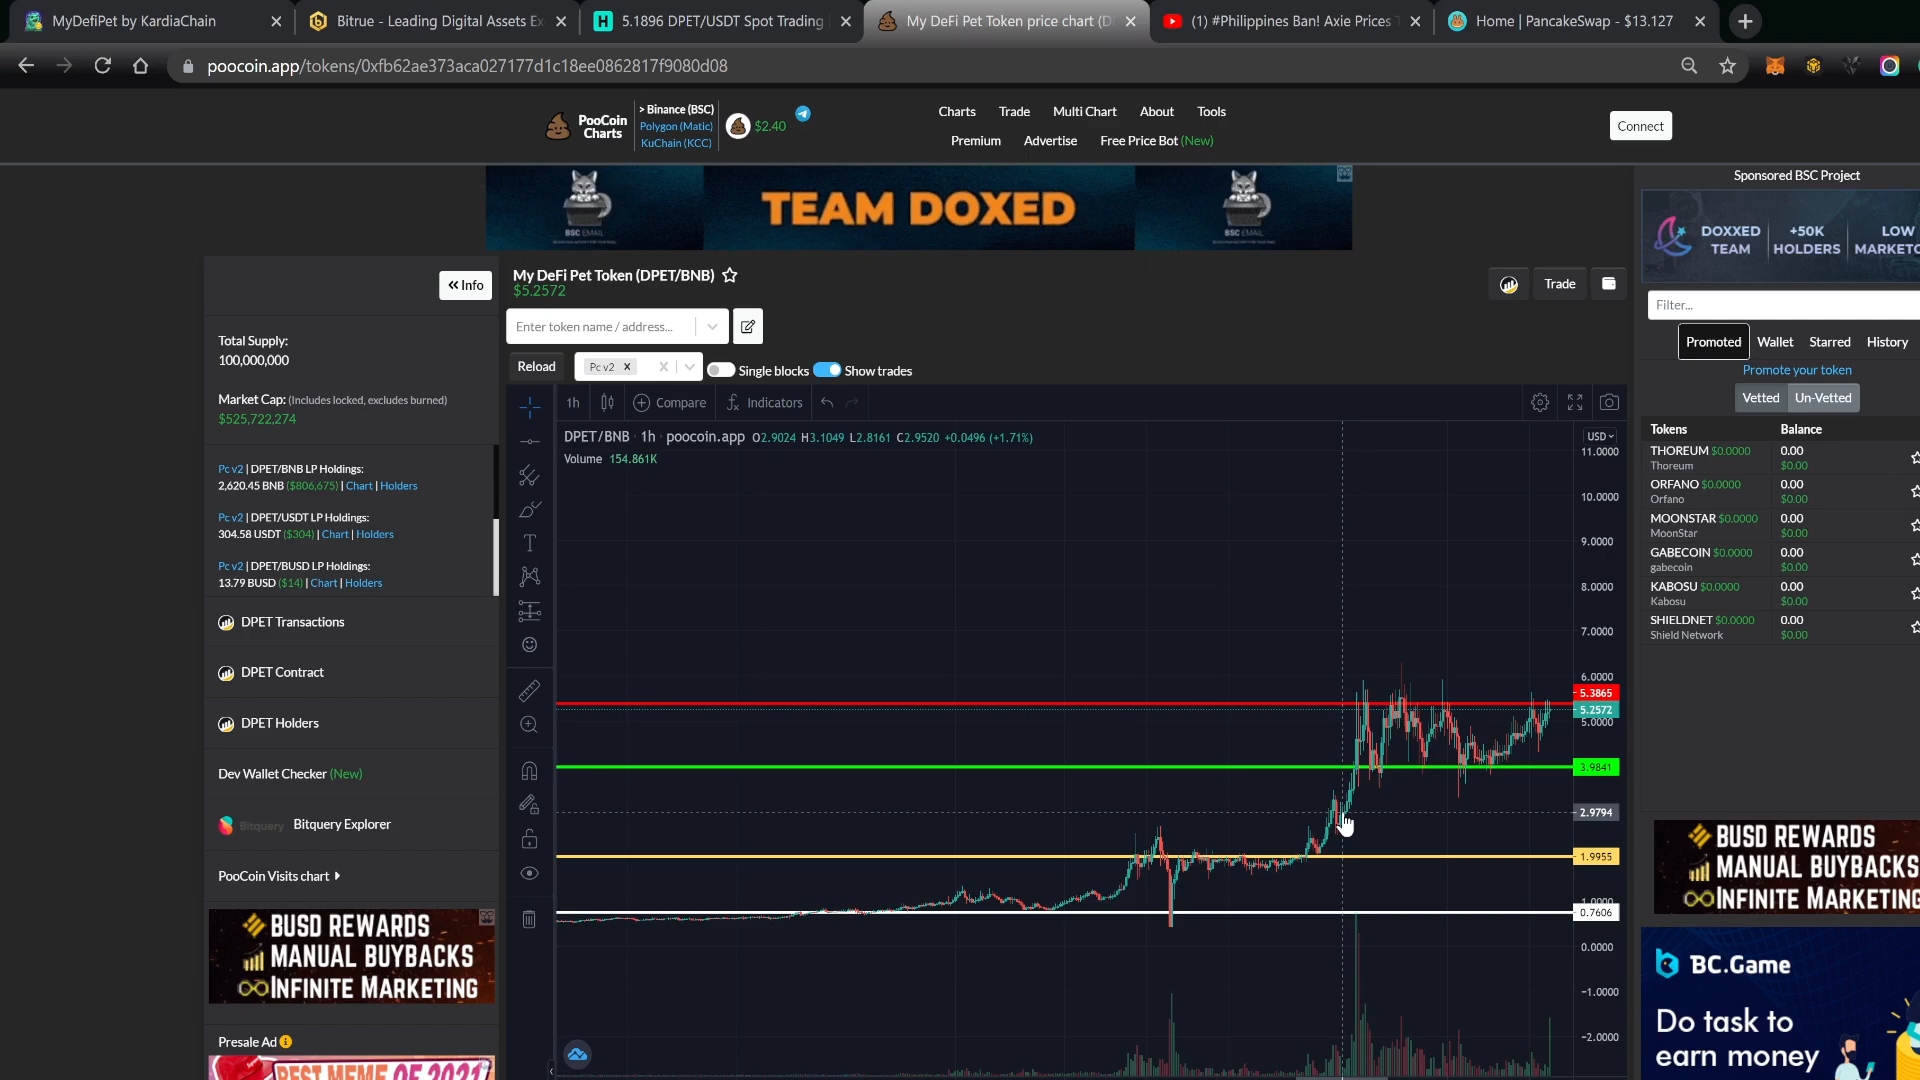 MyDefiPet by KardiaChain
Bitrue - Leading Digital Assets Ex
5.1896 DPET/USDT Spot Trading
My DeFi Pet Token price chart (D
(1) #Philippines Ban! Axie Prices
Home | PancakeSwap - $13.127
poocoin.app/tokens/0xfb62ae373aca027177d1c18ee0862817f9080d08
PooCoin
Charts
> Binance (BSC)
Polygon (Matic)
KuChain (KCC)
$2.40
Charts
Trade
Multi Chart
About
Tools
Premium
Advertise
Free Price Bot (New)
Connect
BSC EMAIL
TEAM DOXED
BSC EMAIL
Sponsored BSC Project
DOXXED
TEAM
+50K
HOLDERS
LOW
MARKETC
« Info
Total Supply:
100,000,000
Market Cap: (Includes locked, excludes burned)
$525,722,274
Pc v2 | DPET/BNB LP Holdings:
2,620.45 BNB ($806,675) | Chart | Holders
Pc v2 | DPET/USDT LP Holdings:
304.58 USDT ($304) | Chart | Holders
Pc v2 | DPET/BUSD LP Holdings:
13.79 BUSD ($14) | Chart | Holders
DPET Transactions
DPET Contract
DPET Holders
Dev Wallet Checker (New)
Bitquery
Bitquery Explorer
PooCoin Visits chart
BUSD REWARDS
MANUAL BUYBACKS
INFINITE MARKETING
Presale Ad
BEST MEME OF 2021
My DeFi Pet Token (DPET/BNB)
$5.2572
Trade
Enter token name / address...
Reload
Pc v2
Single blocks
Show trades
1h
Compare
Indicators
DPET/BNB · 1h · poocoin.app O2.9024 H3.1049 L2.8161 C2.9520 +0.0496 (+1.71%)
Volume 154.861K
USD
11.0000
10.0000
9.0000
8.0000
7.0000
6.0000
5.3865
5.2572
5.0000
3.9841
2.9794
1.9955
1.0000
0.7606
0.0000
−1.0000
−2.0000
Filter...
Promoted
Wallet
Starred
History
Promote your token
Vetted
Un-Vetted
Tokens
Balance
THOREUM $0.0000
0.00
Thoreum
$0.00
ORFANO $0.0000
0.00
Orfano
$0.00
MOONSTAR $0.0000
0.00
MoonStar
$0.00
GABECOIN $0.0000
0.00
gabecoin
$0.00
KABOSU $0.0000
0.00
Kabosu
$0.00
SHIELDNET $0.0000
0.00
Shield Network
$0.00
BUSD REWARDS
MANUAL BUYBACKS
INFINITE MARKETING
BC.Game
Do task to
earn money